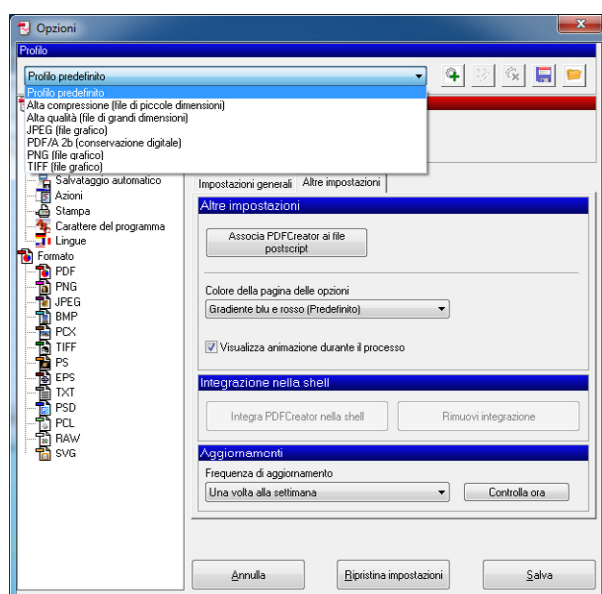 Opzioni
Profilo
Profilo predefinito
Profilo predefinito
Alta compressione (file di piccole dimensioni)
Alta qualità (file di grandi dimensioni)
JPEG (file grafico)
PDF/A 2b (conservazione digitale)
PNG (file grafico)
TIFF (file grafico)
Salvataggio automatico
Azioni
Stampa
Carattere del programma
Lingue
Formato
PDF
PNG
JPEG
BMP
PCX
TIFF
PS
EPS
TXT
PSD
PCL
RAW
SVG
Impostazioni generali
Altre impostazioni
Altre impostazioni
Associa PDFCreator ai file
postscript
Colore della pagina delle opzioni
Gradiente blu e rosso (Predefinito)
Visualizza animazione durante il processo
Integrazione nella shell
Integra PDFCreator nella shell
Rimuovi integrazione
Aggiornamenti
Frequenza di aggiornamento
Una volta alla settimana
Controlla ora
Annulla
Ripristina impostazioni
Salva